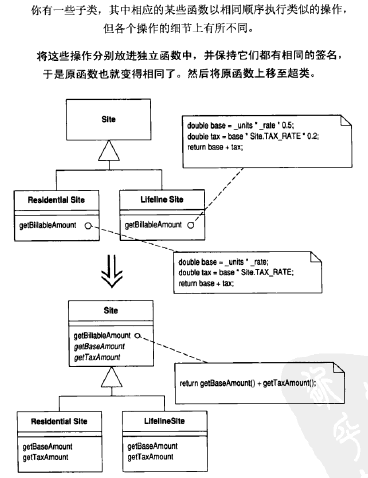 你有一些子类，其中相应的某些函数以相同顺序执行类似的操作，
但各个操作的细节上有所不同。
将这些操作分别放进独立函数中，并保持它们都有相同的签名，
于是原函数也就变得相同了。然后将原函数上移至超类。
Site
double base = _units * _rate * 0.5;
double tax = base * Site.TAX_RATE * 0.2;
return base + tax;
Residential Site
getBillableAmount
Lifeline Site
getBillableAmount
double base = _units * _rate;
double tax = base * Site.TAX_RATE;
return base + tax;
Site
getBillableAmount
getBaseAmount
getTaxAmount
return getBaseAmount() + getTaxAmount();
Residential Site
getBaseAmount
getTaxAmount
LifelineSite
getBaseAmount
getTaxAmount